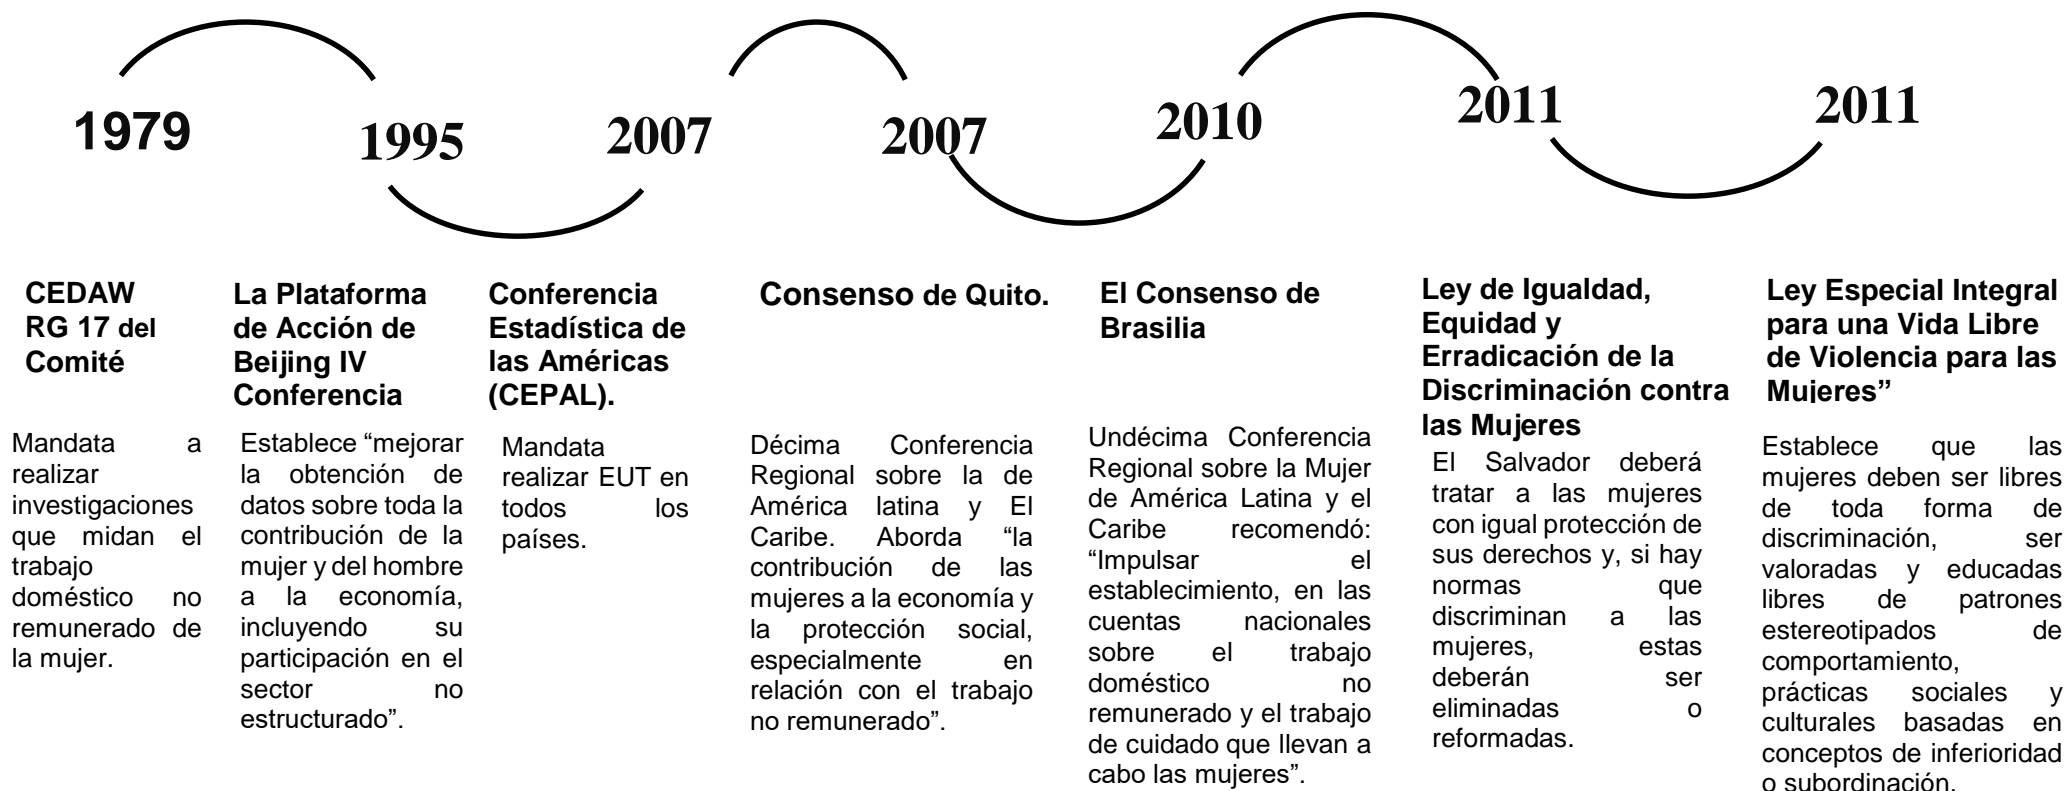 1979
1995
2007
2007
2010
2011
2011
CEDAW
RG 17 del
Comité
Mandata a
realizar
investigaciones
que midan el
trabajo
doméstico no
remunerado de
la mujer.
La Plataforma
de Acción de
Beijing IV
Conferencia
Establece “mejorar
la obtención de
datos sobre toda la
contribución de la
mujer y del hombre
a la economía,
incluyendo su
participación en el
sector no
estructurado”.
Conferencia
Estadística de
las Américas
(CEPAL).
Mandata
realizar EUT en
todos los
países.
Consenso de Quito.
Décima Conferencia
Regional sobre la de
América latina y El
Caribe. Aborda “la
contribución de las
mujeres a la economía y
la protección social,
especialmente en
relación con el trabajo
no remunerado”.
El Consenso de
Brasilia
Undécima Conferencia
Regional sobre la Mujer
de América Latina y el
Caribe recomendó:
“Impulsar el
establecimiento, en las
cuentas nacionales
sobre el trabajo
doméstico no
remunerado y el trabajo
de cuidado que llevan a
cabo las mujeres”.
Ley de Igualdad,
Equidad y
Erradicación de la
Discriminación contra
las Mujeres
El Salvador deberá
tratar a las mujeres
con igual protección de
sus derechos y, si hay
normas que
discriminan a las
mujeres, estas
deberán ser
eliminadas o
reformadas.
Ley Especial Integral
para una Vida Libre
de Violencia para las
Mujeres”
Establece que las
mujeres deben ser libres
de toda forma de
discriminación, ser
valoradas y educadas
libres de patrones
estereotipados de
comportamiento,
prácticas sociales y
culturales basadas en
conceptos de inferioridad
o subordinación.